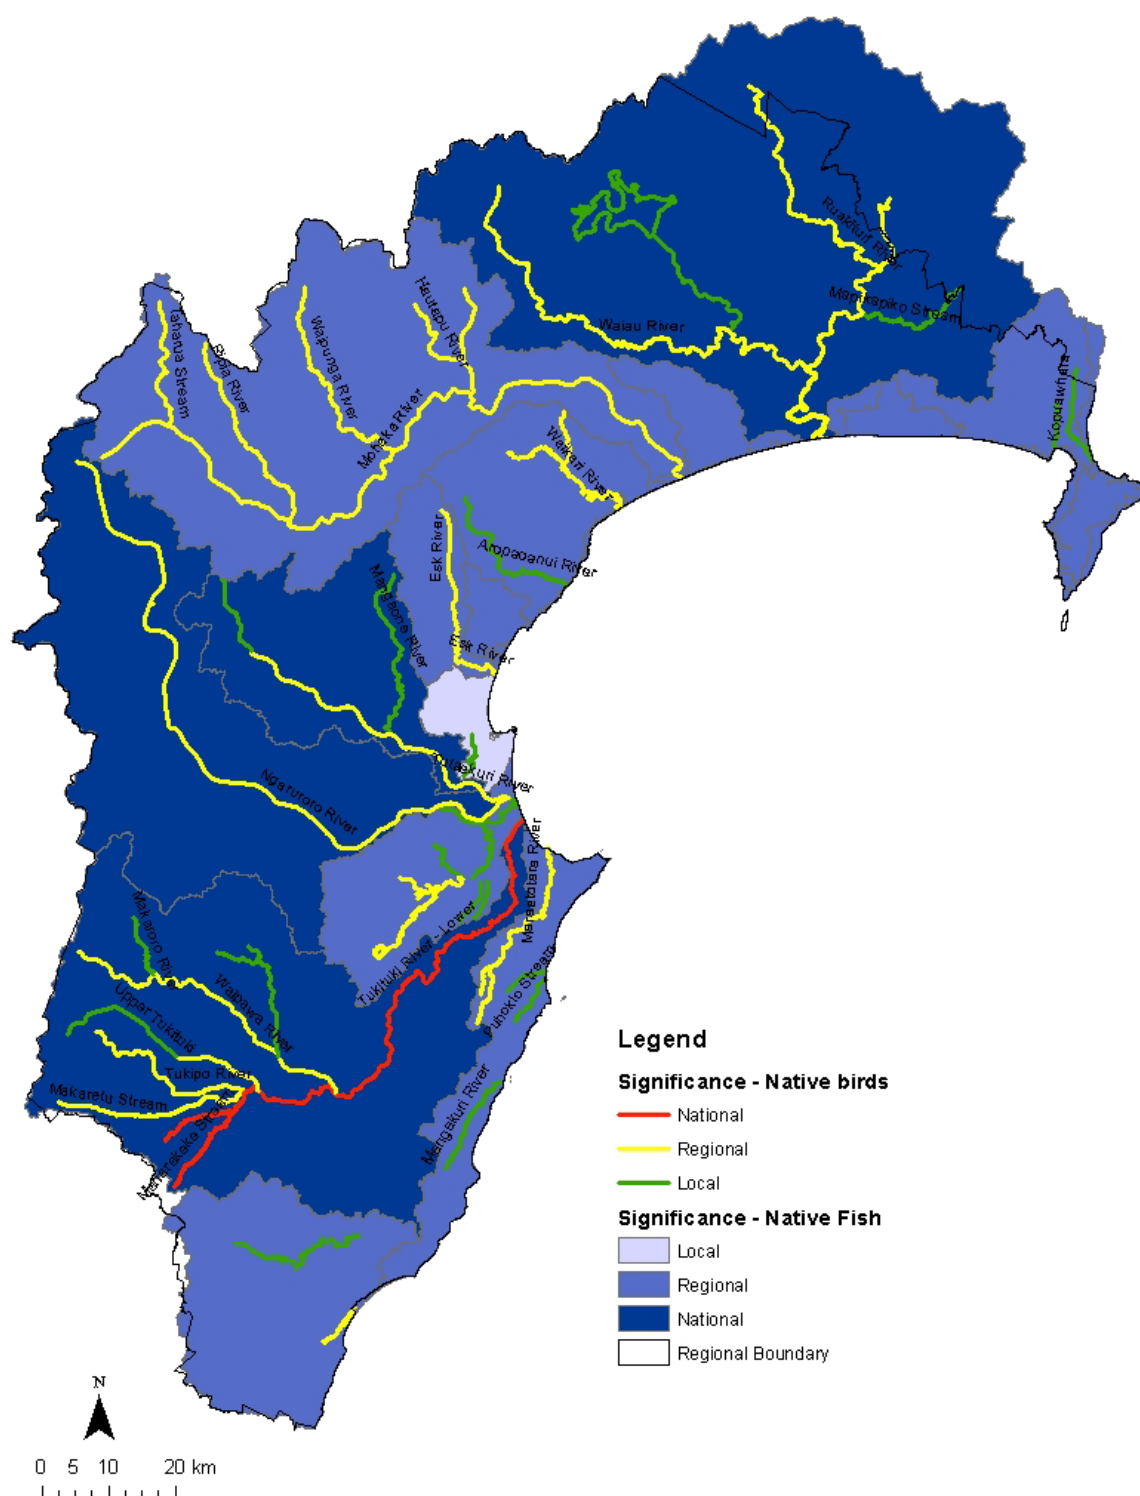 Ruakituri River
Mapikapiko Stream
Waiau River
Hautapu River
Waipunga River
Taharua Stream
Ripia River
Mohaka River
Waikari River
Kopuawhara
Aropaoanui River
Esk River
Mangaone River
Esk River
Tutaekuri River
Ngaruroro River
Maraetotara River
Tukituki River - Lower
Makaroro River
Waipawa River
Upper Tukituki
Tukipo River
Makaretu Stream
Puhokio Stream
Mangakuri River
Legend
Significance - Native birds
National
Regional
Local
Significance - Native Fish
Local
Regional
National
Regional Boundary
N
0 5 10 20 km